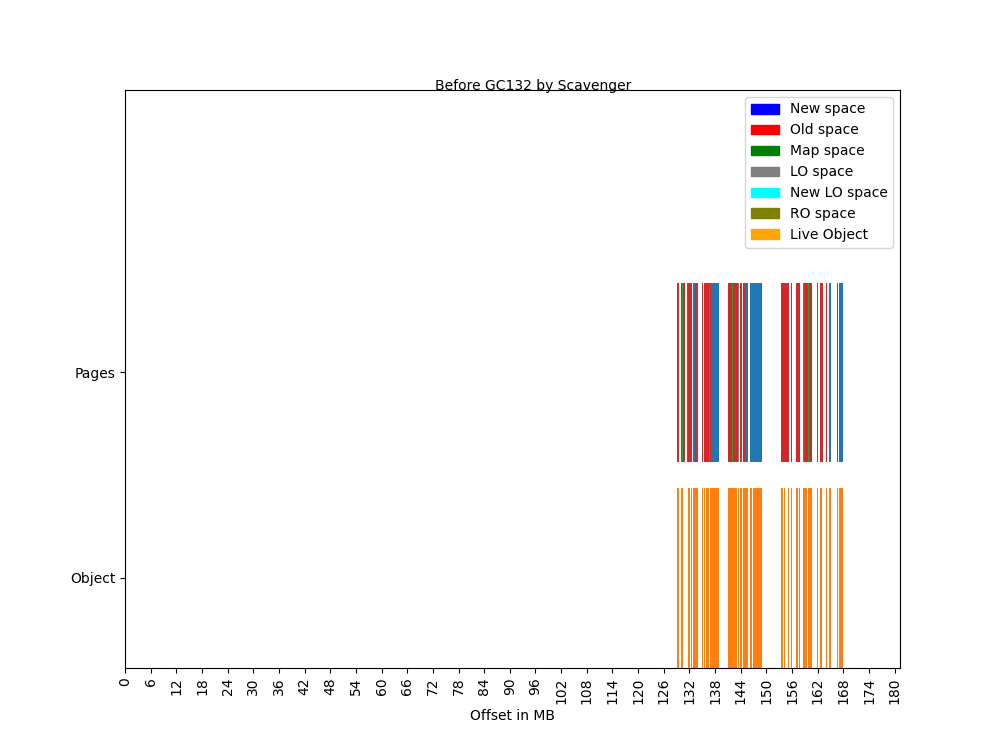 Before GC132 by Scavenger
New space
Old space
Map space
LO space
New LO space
RO space
Live Object
Pages
Object
0 6 12 18 24 30 36 42 48 54 60 66 72 78 84 90 96 102 108 114 120 126 132 138 144 150 156 162 168 174 180
Offset in MB